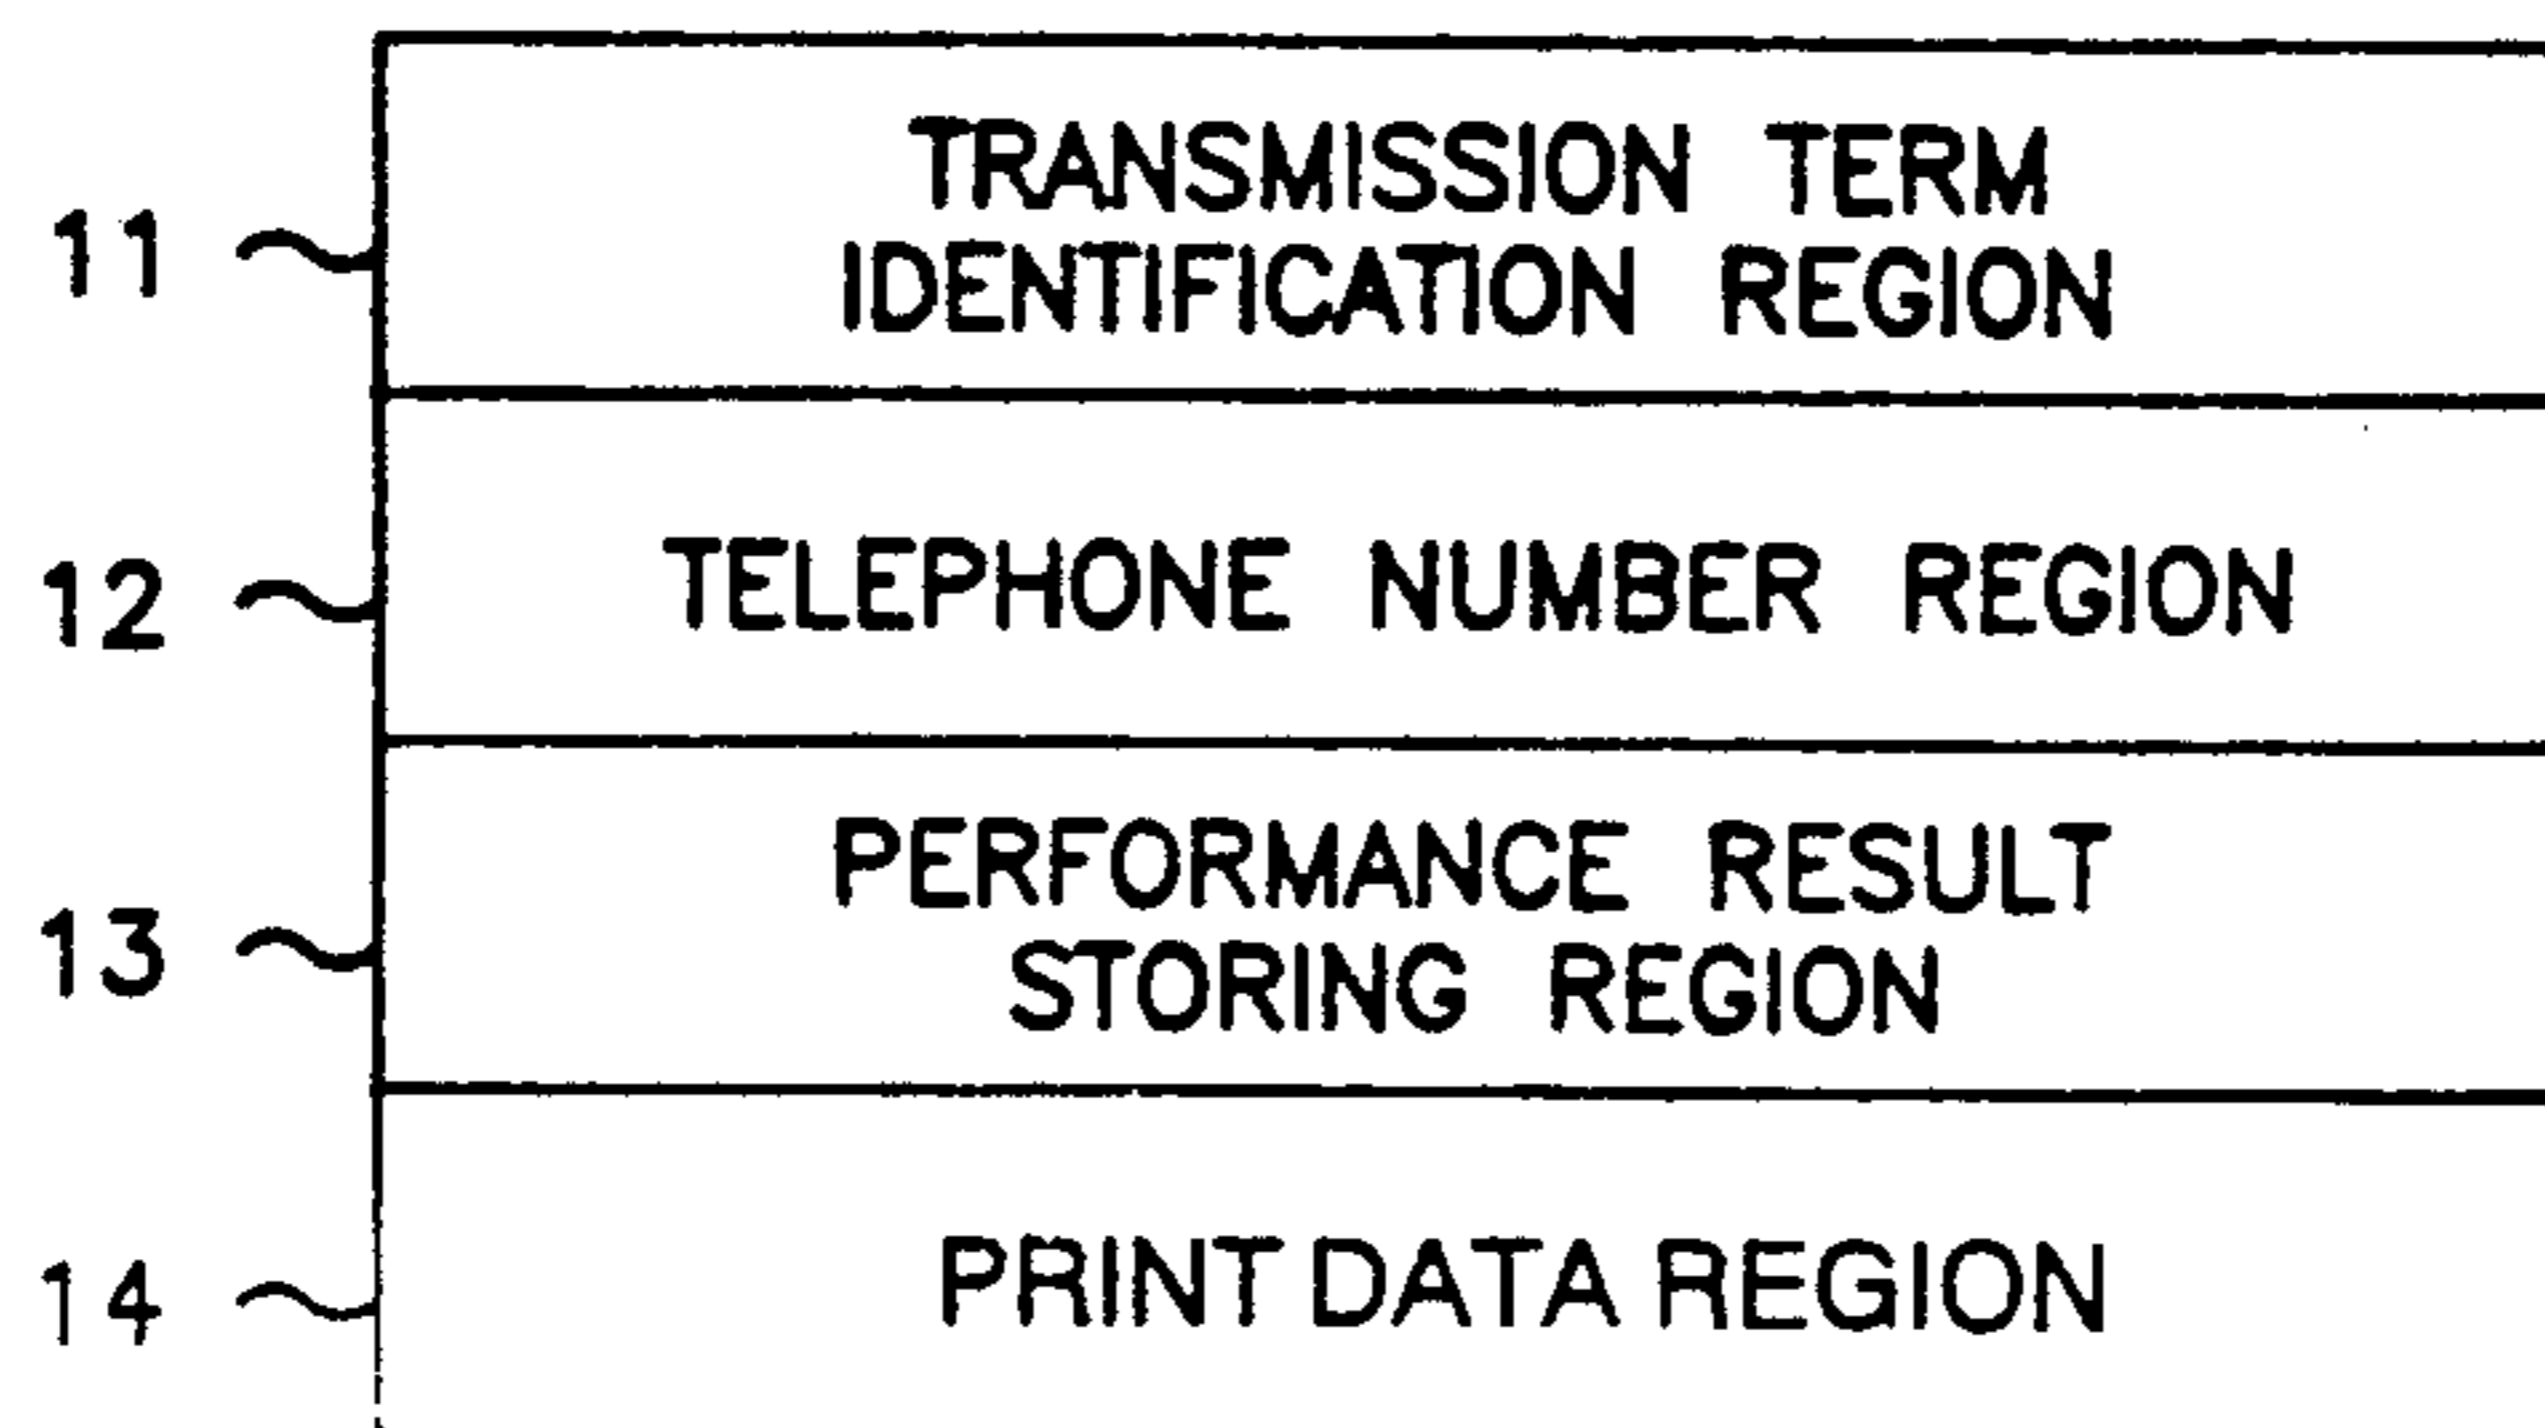 11
TRANSMISSION TERM
IDENTIFICATION REGION
12
TELEPHONE NUMBER REGION
13
PERFORMANCE RESULT
STORING REGION
14
PRINT DATA REGION